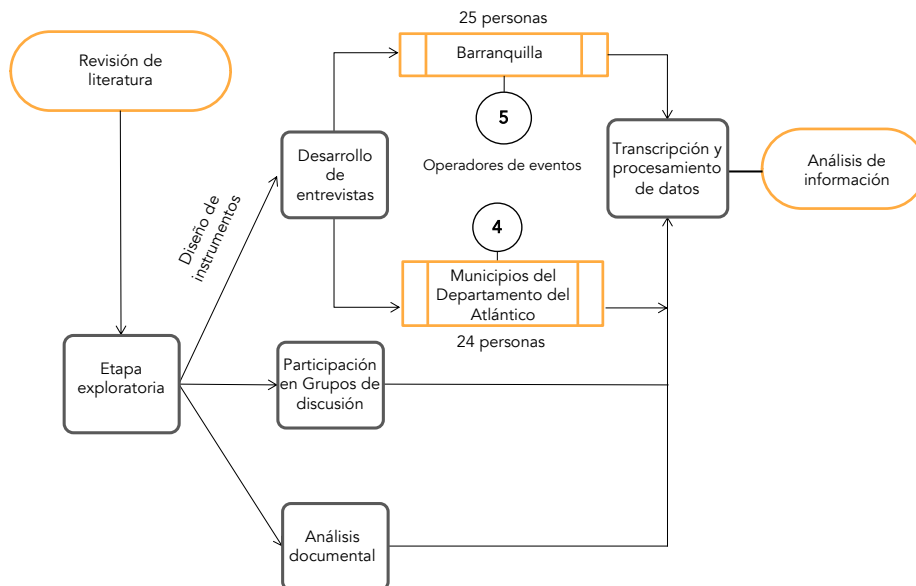 25 personas
Revisión de
literatura
Barranquilla
5
Operadores de eventos
Desarrollo
de
entrevistas
Transcripción y
procesamiento
de datos
Análisis de
información
Diseño de
instrumentos
4
Municipios del
Departamento del
Atlántico
24 personas
Etapa
exploratoria
Participación
en Grupos de
discusión
Análisis
documental